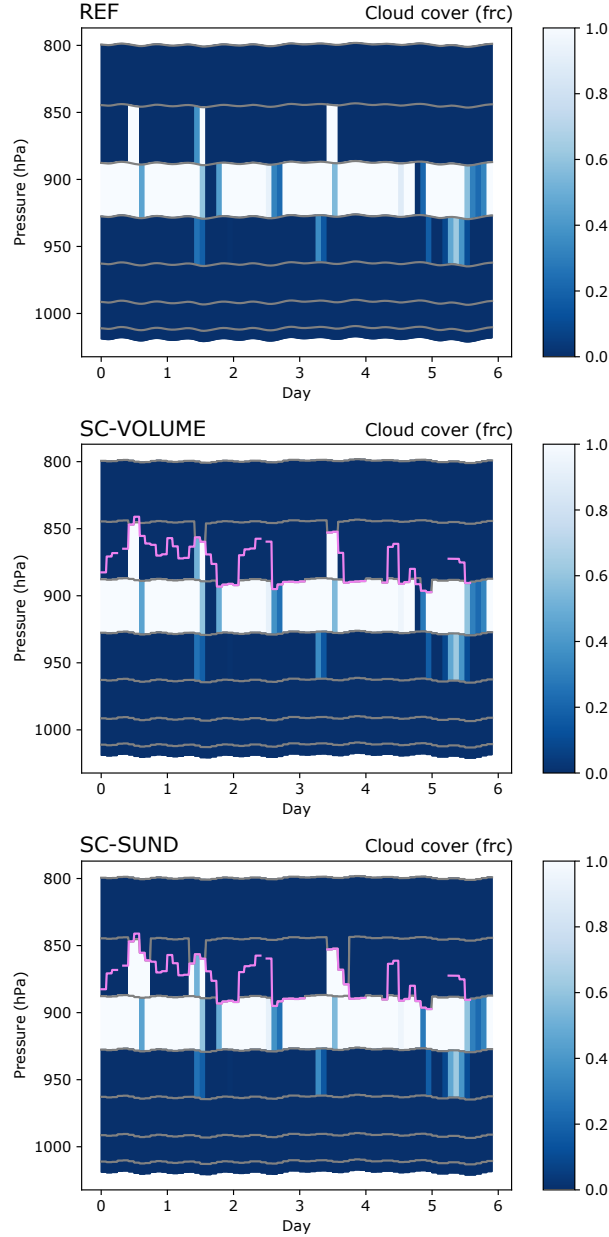 REF Cloud cover (frc)
800
850
900
950
1000
Pressure (hPa)
0 1 2 3 4 5 6
Day
1.0
0.8
0.6
0.4
0.2
0.0
SC-VOLUME Cloud cover (frc)
800
850
900
950
1000
Pressure (hPa)
0 1 2 3 4 5 6
Day
1.0
0.8
0.6
0.4
0.2
0.0
SC-SUND Cloud cover (frc)
800
850
900
950
1000
Pressure (hPa)
0 1 2 3 4 5 6
Day
1.0
0.8
0.6
0.4
0.2
0.0